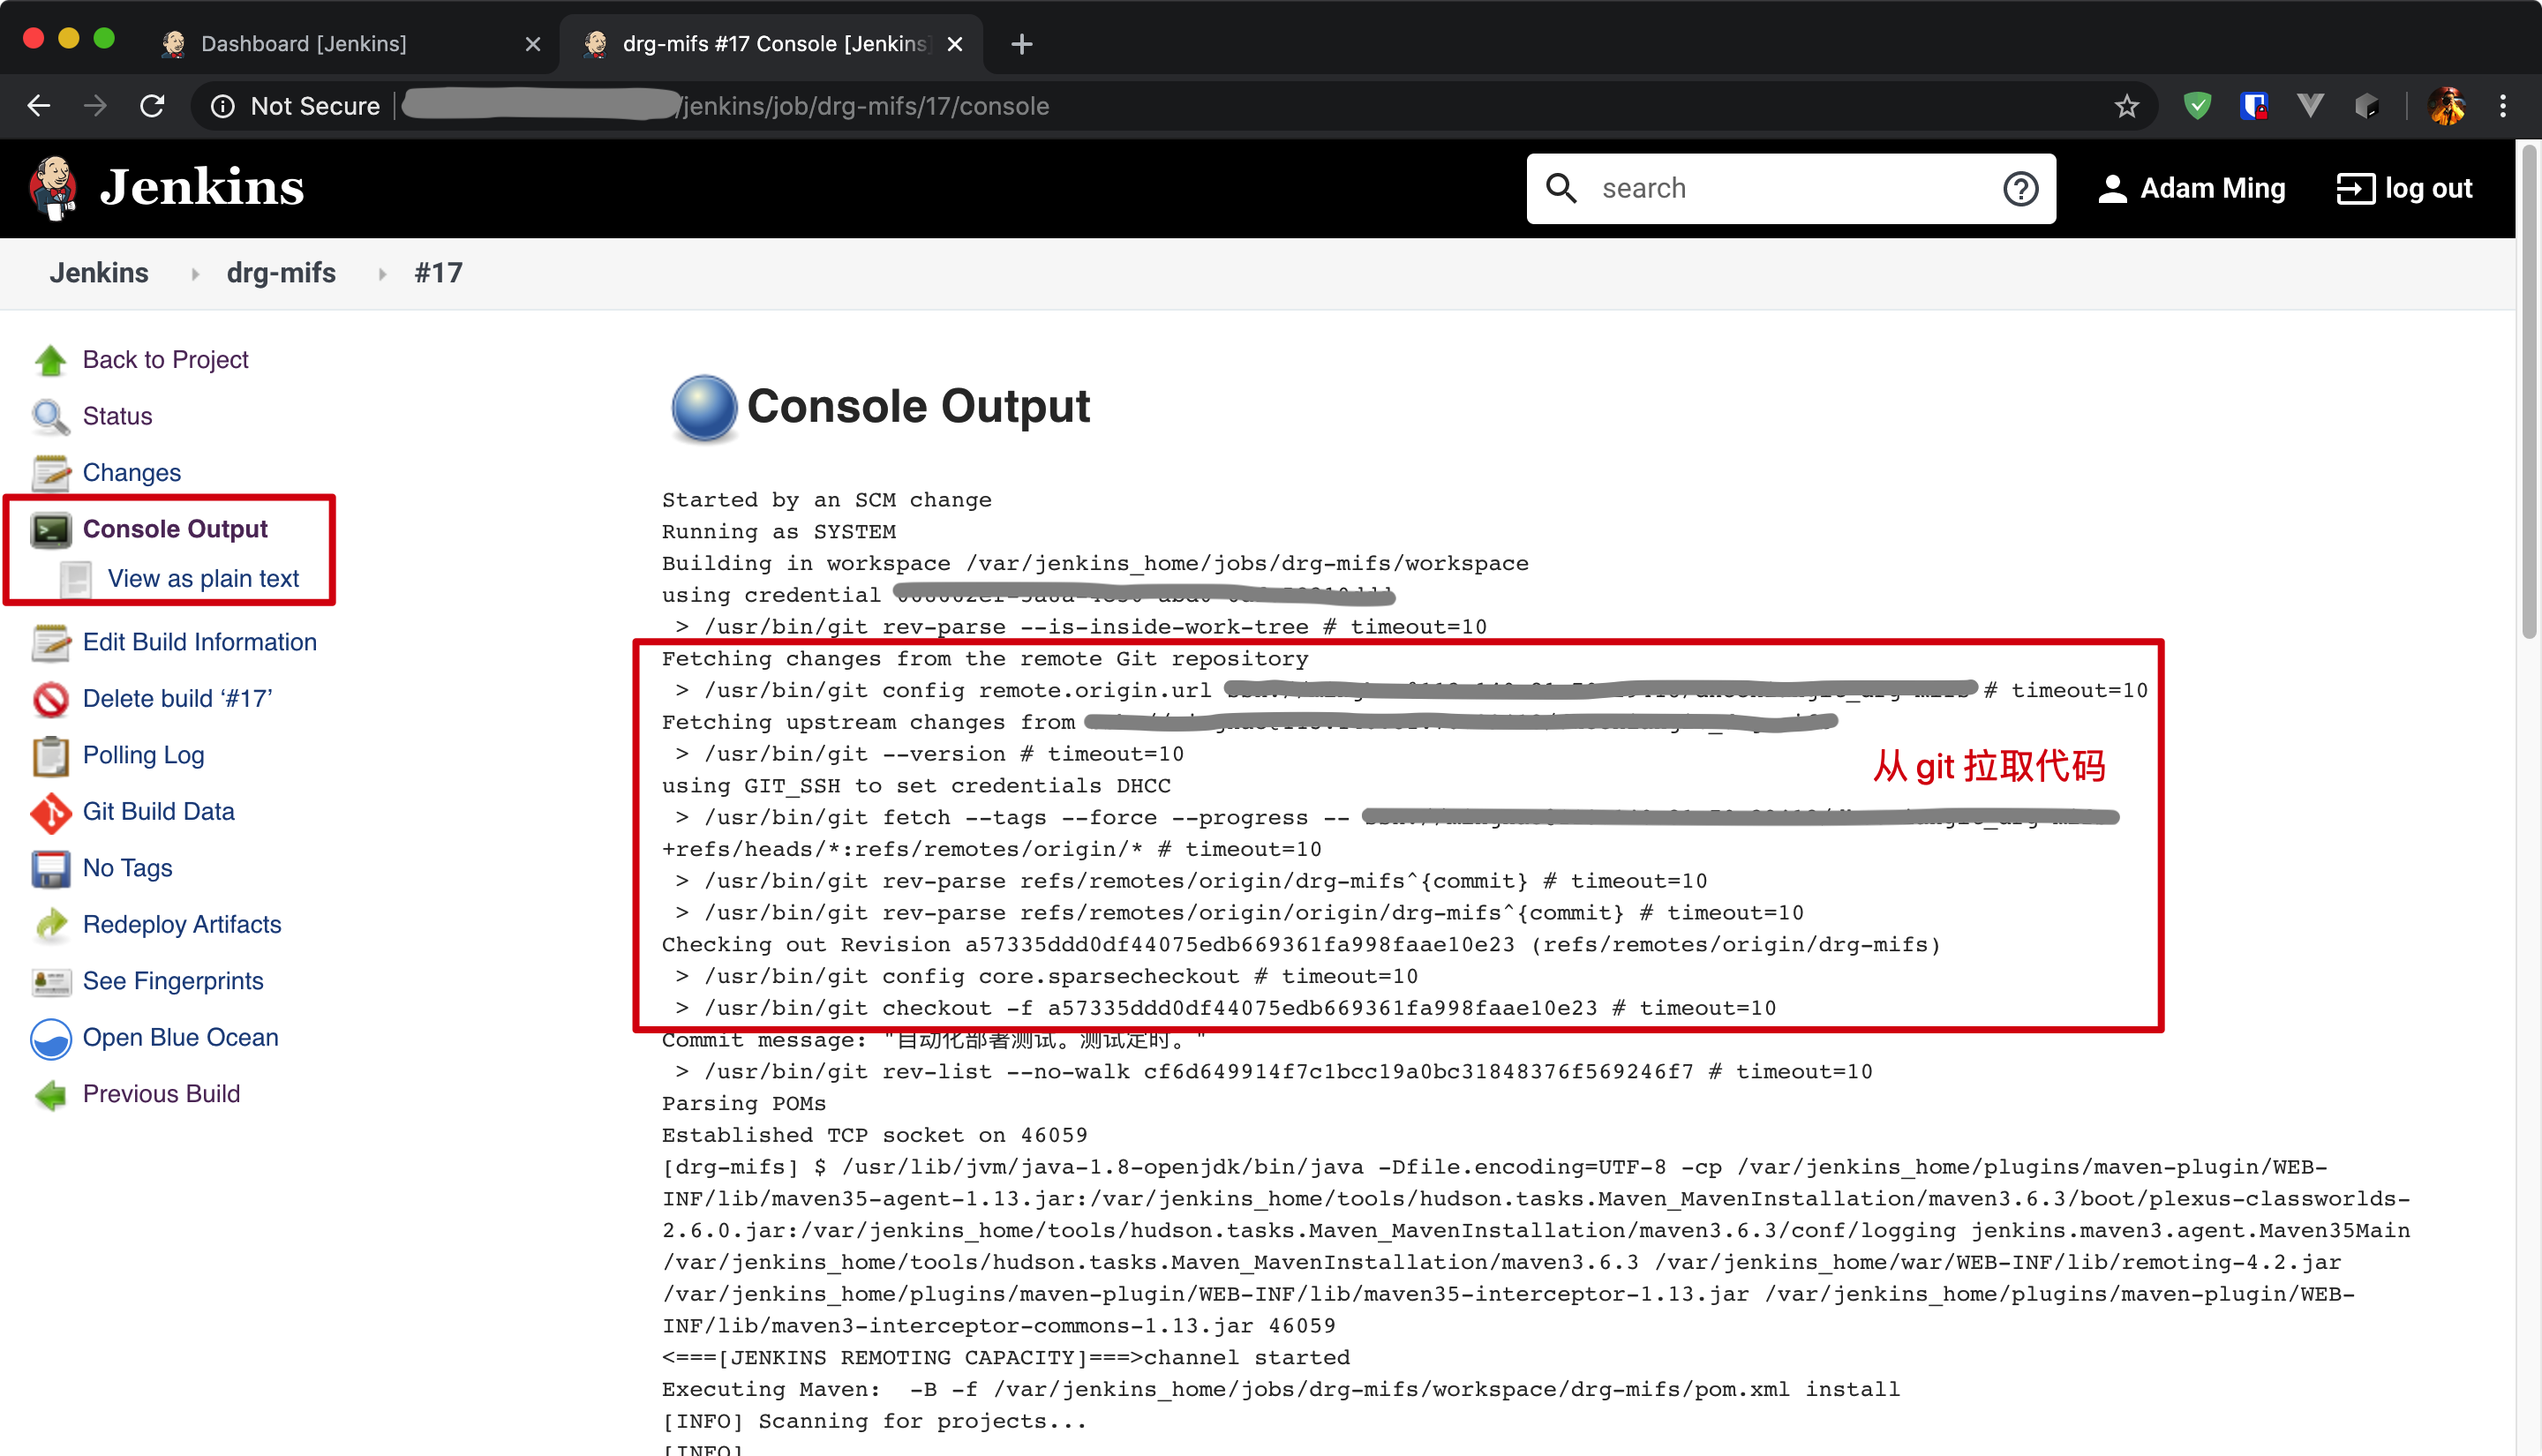 Dashboard [Jenkins]
drg-mifs #17 Console [Jenkins]
Not Secure
/jenkins/job/drg-mifs/17/console
Jenkins
search
Adam Ming
log out
Jenkins
drg-mifs
#17
Back to Project
Status
Changes
Console Output
View as plain text
Edit Build Information
Delete build ‘#17’
Polling Log
Git Build Data
No Tags
Redeploy Artifacts
See Fingerprints
Open Blue Ocean
Previous Build
Console Output
Started by an SCM change
Running as SYSTEM
Building in workspace /var/jenkins_home/jobs/drg-mifs/workspace
using credential
> /usr/bin/git rev-parse --is-inside-work-tree # timeout=10
Fetching changes from the remote Git repository
> /usr/bin/git config remote.origin.url # timeout=10
Fetching upstream changes from
> /usr/bin/git --version # timeout=10
从 git 拉取代码
using GIT_SSH to set credentials DHCC
> /usr/bin/git fetch --tags --force --progress --
+refs/heads/*:refs/remotes/origin/* # timeout=10
> /usr/bin/git rev-parse refs/remotes/origin/drg-mifs^{commit} # timeout=10
> /usr/bin/git rev-parse refs/remotes/origin/origin/drg-mifs^{commit} # timeout=10
Checking out Revision a57335ddd0df44075edb669361fa998faae10e23 (refs/remotes/origin/drg-mifs)
> /usr/bin/git config core.sparsecheckout # timeout=10
> /usr/bin/git checkout -f a57335ddd0df44075edb669361fa998faae10e23 # timeout=10
Commit message: "自动化部署测试。测试定时。"
> /usr/bin/git rev-list --no-walk cf6d649914f7c1bcc19a0bc31848376f569246f7 # timeout=10
Parsing POMs
Established TCP socket on 46059
[drg-mifs] $ /usr/lib/jvm/java-1.8-openjdk/bin/java -Dfile.encoding=UTF-8 -cp /var/jenkins_home/plugins/maven-plugin/WEB-
INF/lib/maven35-agent-1.13.jar:/var/jenkins_home/tools/hudson.tasks.Maven_MavenInstallation/maven3.6.3/boot/plexus-classworlds-
2.6.0.jar:/var/jenkins_home/tools/hudson.tasks.Maven_MavenInstallation/maven3.6.3/conf/logging jenkins.maven3.agent.Maven35Main
/var/jenkins_home/tools/hudson.tasks.Maven_MavenInstallation/maven3.6.3 /var/jenkins_home/war/WEB-INF/lib/remoting-4.2.jar
/var/jenkins_home/plugins/maven-plugin/WEB-INF/lib/maven35-interceptor-1.13.jar /var/jenkins_home/plugins/maven-plugin/WEB-
INF/lib/maven3-interceptor-commons-1.13.jar 46059
<===[JENKINS REMOTING CAPACITY]===>channel started
Executing Maven:  -B -f /var/jenkins_home/jobs/drg-mifs/workspace/drg-mifs/pom.xml install
[INFO] Scanning for projects...
[INFO]